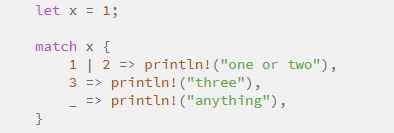 let x = 1;
match x {
1 | 2 => println!("one or two"),
3 => println!("three"),
_ => println!("anything"),
}